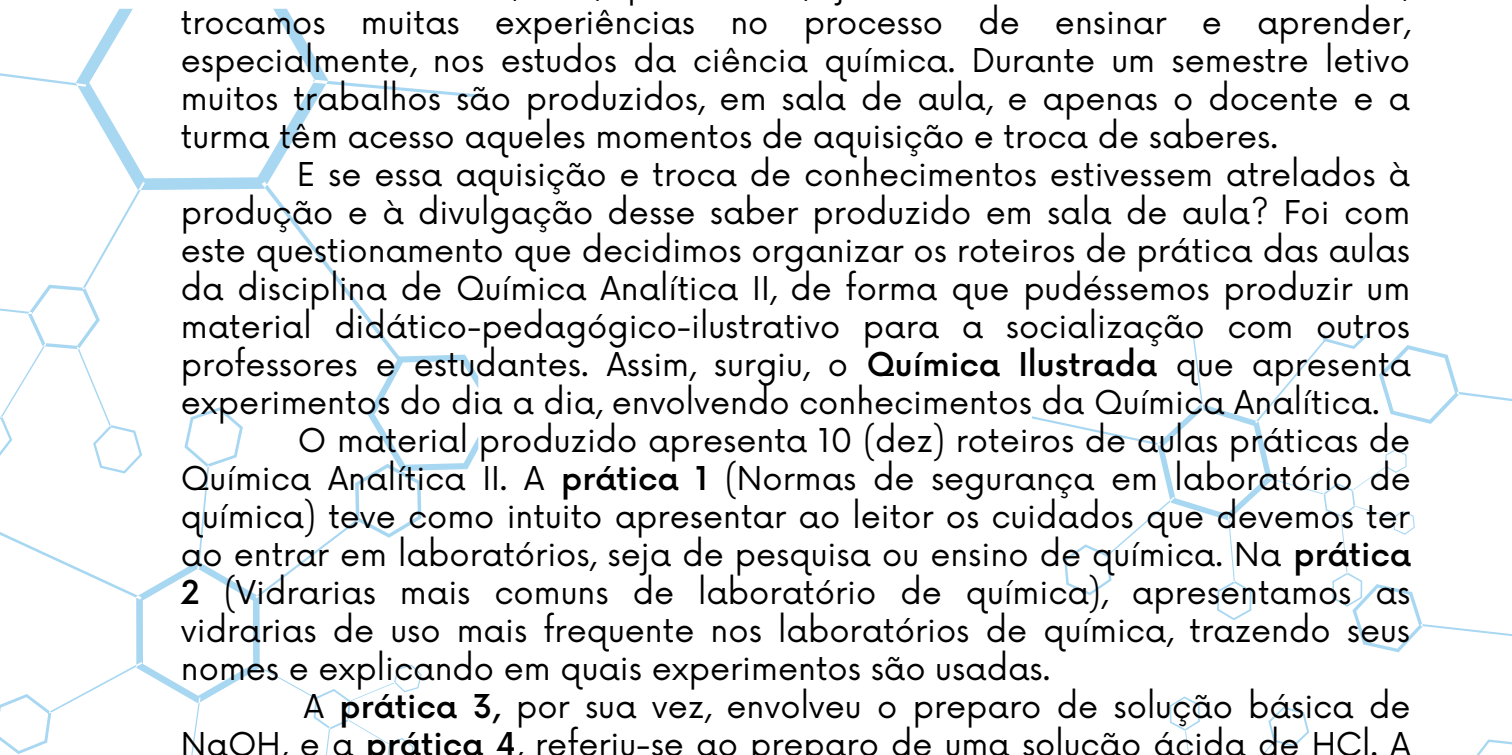 trocamos muitas experiências no processo de ensinar e aprender,
especialmente, nos estudos da ciência química. Durante um semestre letivo
muitos trabalhos são produzidos, em sala de aula, e apenas o docente e a
turma têm acesso aqueles momentos de aquisição e troca de saberes.
E se essa aquisição e troca de conhecimentos estivessem atrelados à
produção e à divulgação desse saber produzido em sala de aula? Foi com
este questionamento que decidimos organizar os roteiros de prática das aulas
da disciplina de Química Analítica II, de forma que pudéssemos produzir um
material didático-pedagógico-ilustrativo para a socialização com outros
professores e estudantes. Assim, surgiu, o Química Ilustrada que apresenta
experimentos do dia a dia, envolvendo conhecimentos da Química Analítica.
O material produzido apresenta 10 (dez) roteiros de aulas práticas de
Química Analítica II. A prática 1 (Normas de segurança em laboratório de
química) teve como intuito apresentar ao leitor os cuidados que devemos ter
ao entrar em laboratórios, seja de pesquisa ou ensino de química. Na prática
2 (Vidrarias mais comuns de laboratório de química), apresentamos as
vidrarias de uso mais frequente nos laboratórios de química, trazendo seus
nomes e explicando em quais experimentos são usadas.
A prática 3, por sua vez, envolveu o preparo de solução básica de
NaOH, e a prática 4, referiu-se ao preparo de uma solução ácida de HCl. A